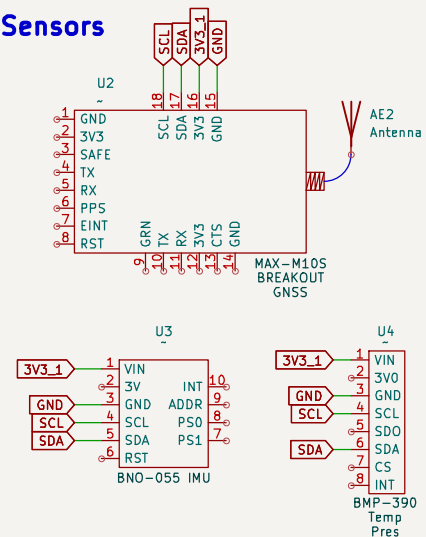 Sensors
SCL
SDA
3V3_1
GND
U2
~
18
17
16
15
SCL
SDA
3V3
GND
1 GND
2 3V3
3 SAFE
4 TX
5 RX
6 PPS
7 EINT
8 RST
AE2
Antenna
GRN
TX
RX
3V3
CTS
GND
9
10
11
12
13
14
MAX-M10S
BREAKOUT
GNSS
U3
~
3V3_1 1 VIN
2 3V
INT 10
GND 3 GND
ADDR 9
SCL 4 SCL
PS0 8
SDA 5 SDA
PS1 7
6 RST
BNO-055 IMU
U4
~
3V3_1 1 VIN
2 3V0
GND 3 GND
SCL 4 SCL
5 SDO
SDA 6 SDA
7 CS
8 INT
BMP-390
Temp
Pres